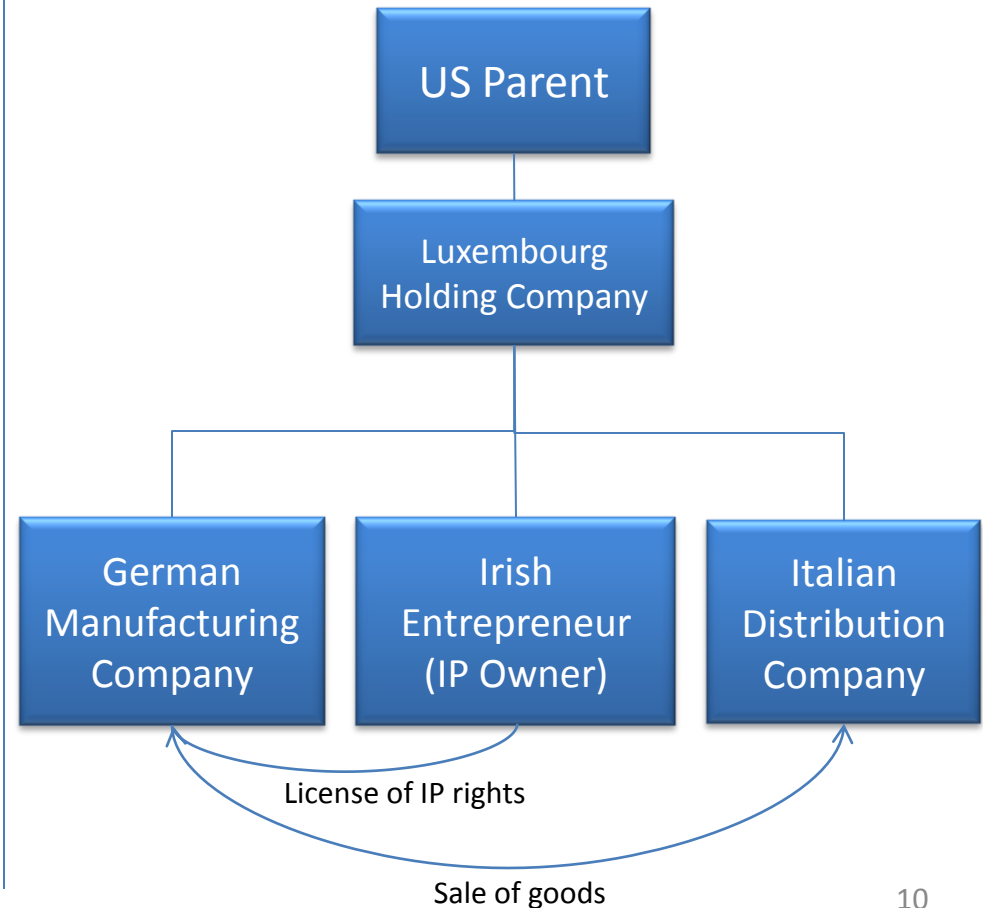 US Parent
Luxembourg
Holding Company
German
Manufacturing
Company
Irish
Entrepreneur
(IP Owner)
Italian
Distribution
Company
License of IP rights
Sale of goods
10